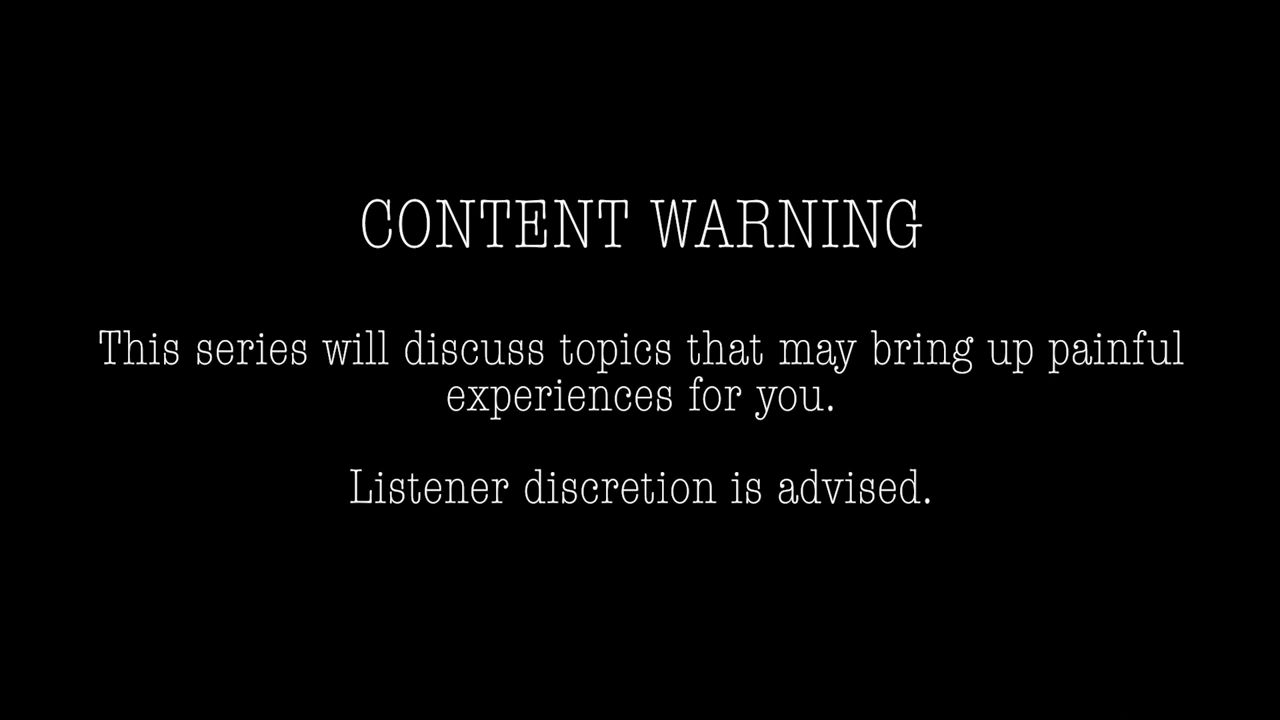 CONTENT WARNING
This series will discuss topics that may bring up painful
experiences for you.
Listener discretion is advised.